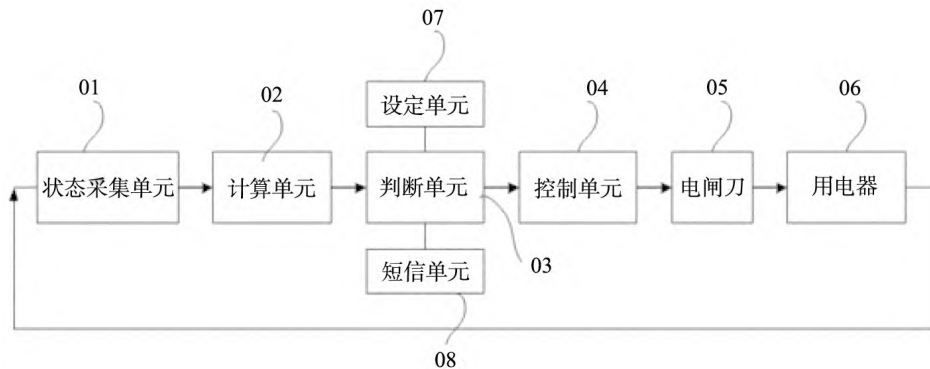 07
设定单元
01
状态采集单元
02
计算单元
判断单元
03
04
控制单元
05
电闸刀
06
用电器
短信单元
08